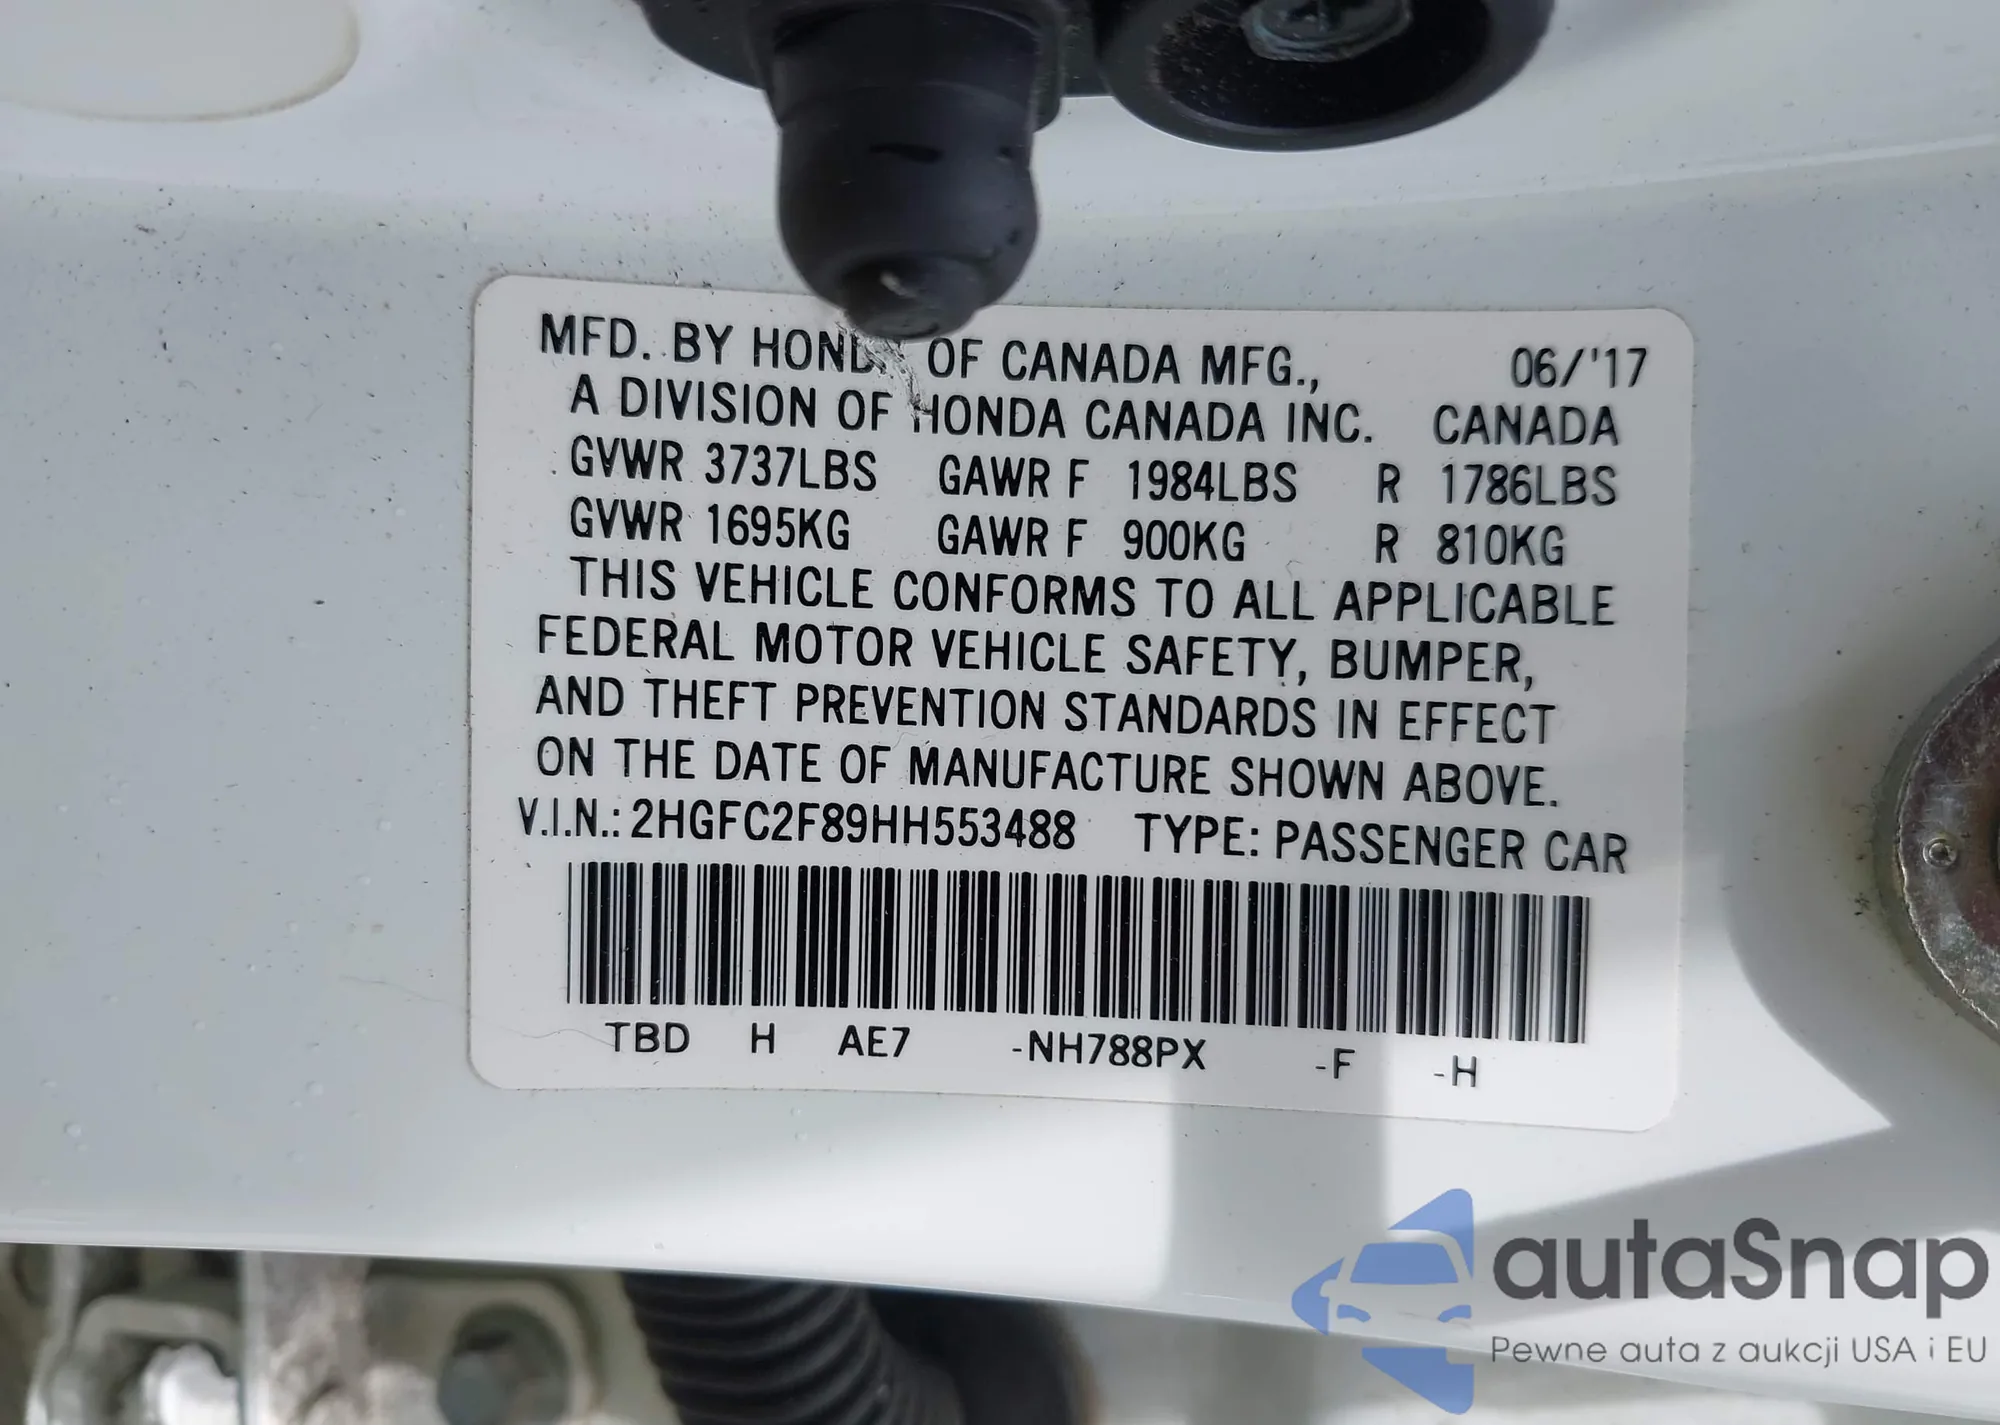 MFD. BY HONDA OF CANADA MFG., 06/'17
A DIVISION OF HONDA CANADA INC. CANADA
GVWR 3737LBS GAWR F 1984LBS R 1786LBS
GVWR 1695KG GAWR F 900KG R 810KG
THIS VEHICLE CONFORMS TO ALL APPLICABLE
FEDERAL MOTOR VEHICLE SAFETY, BUMPER,
AND THEFT PREVENTION STANDARDS IN EFFECT
ON THE DATE OF MANUFACTURE SHOWN ABOVE.
V.I.N.: 2HGFC2F89HH553488 TYPE: PASSENGER CAR
TBD H AE7 -NH788PX -F -H
autaSnap
Pewne auta z aukcji USA i EU